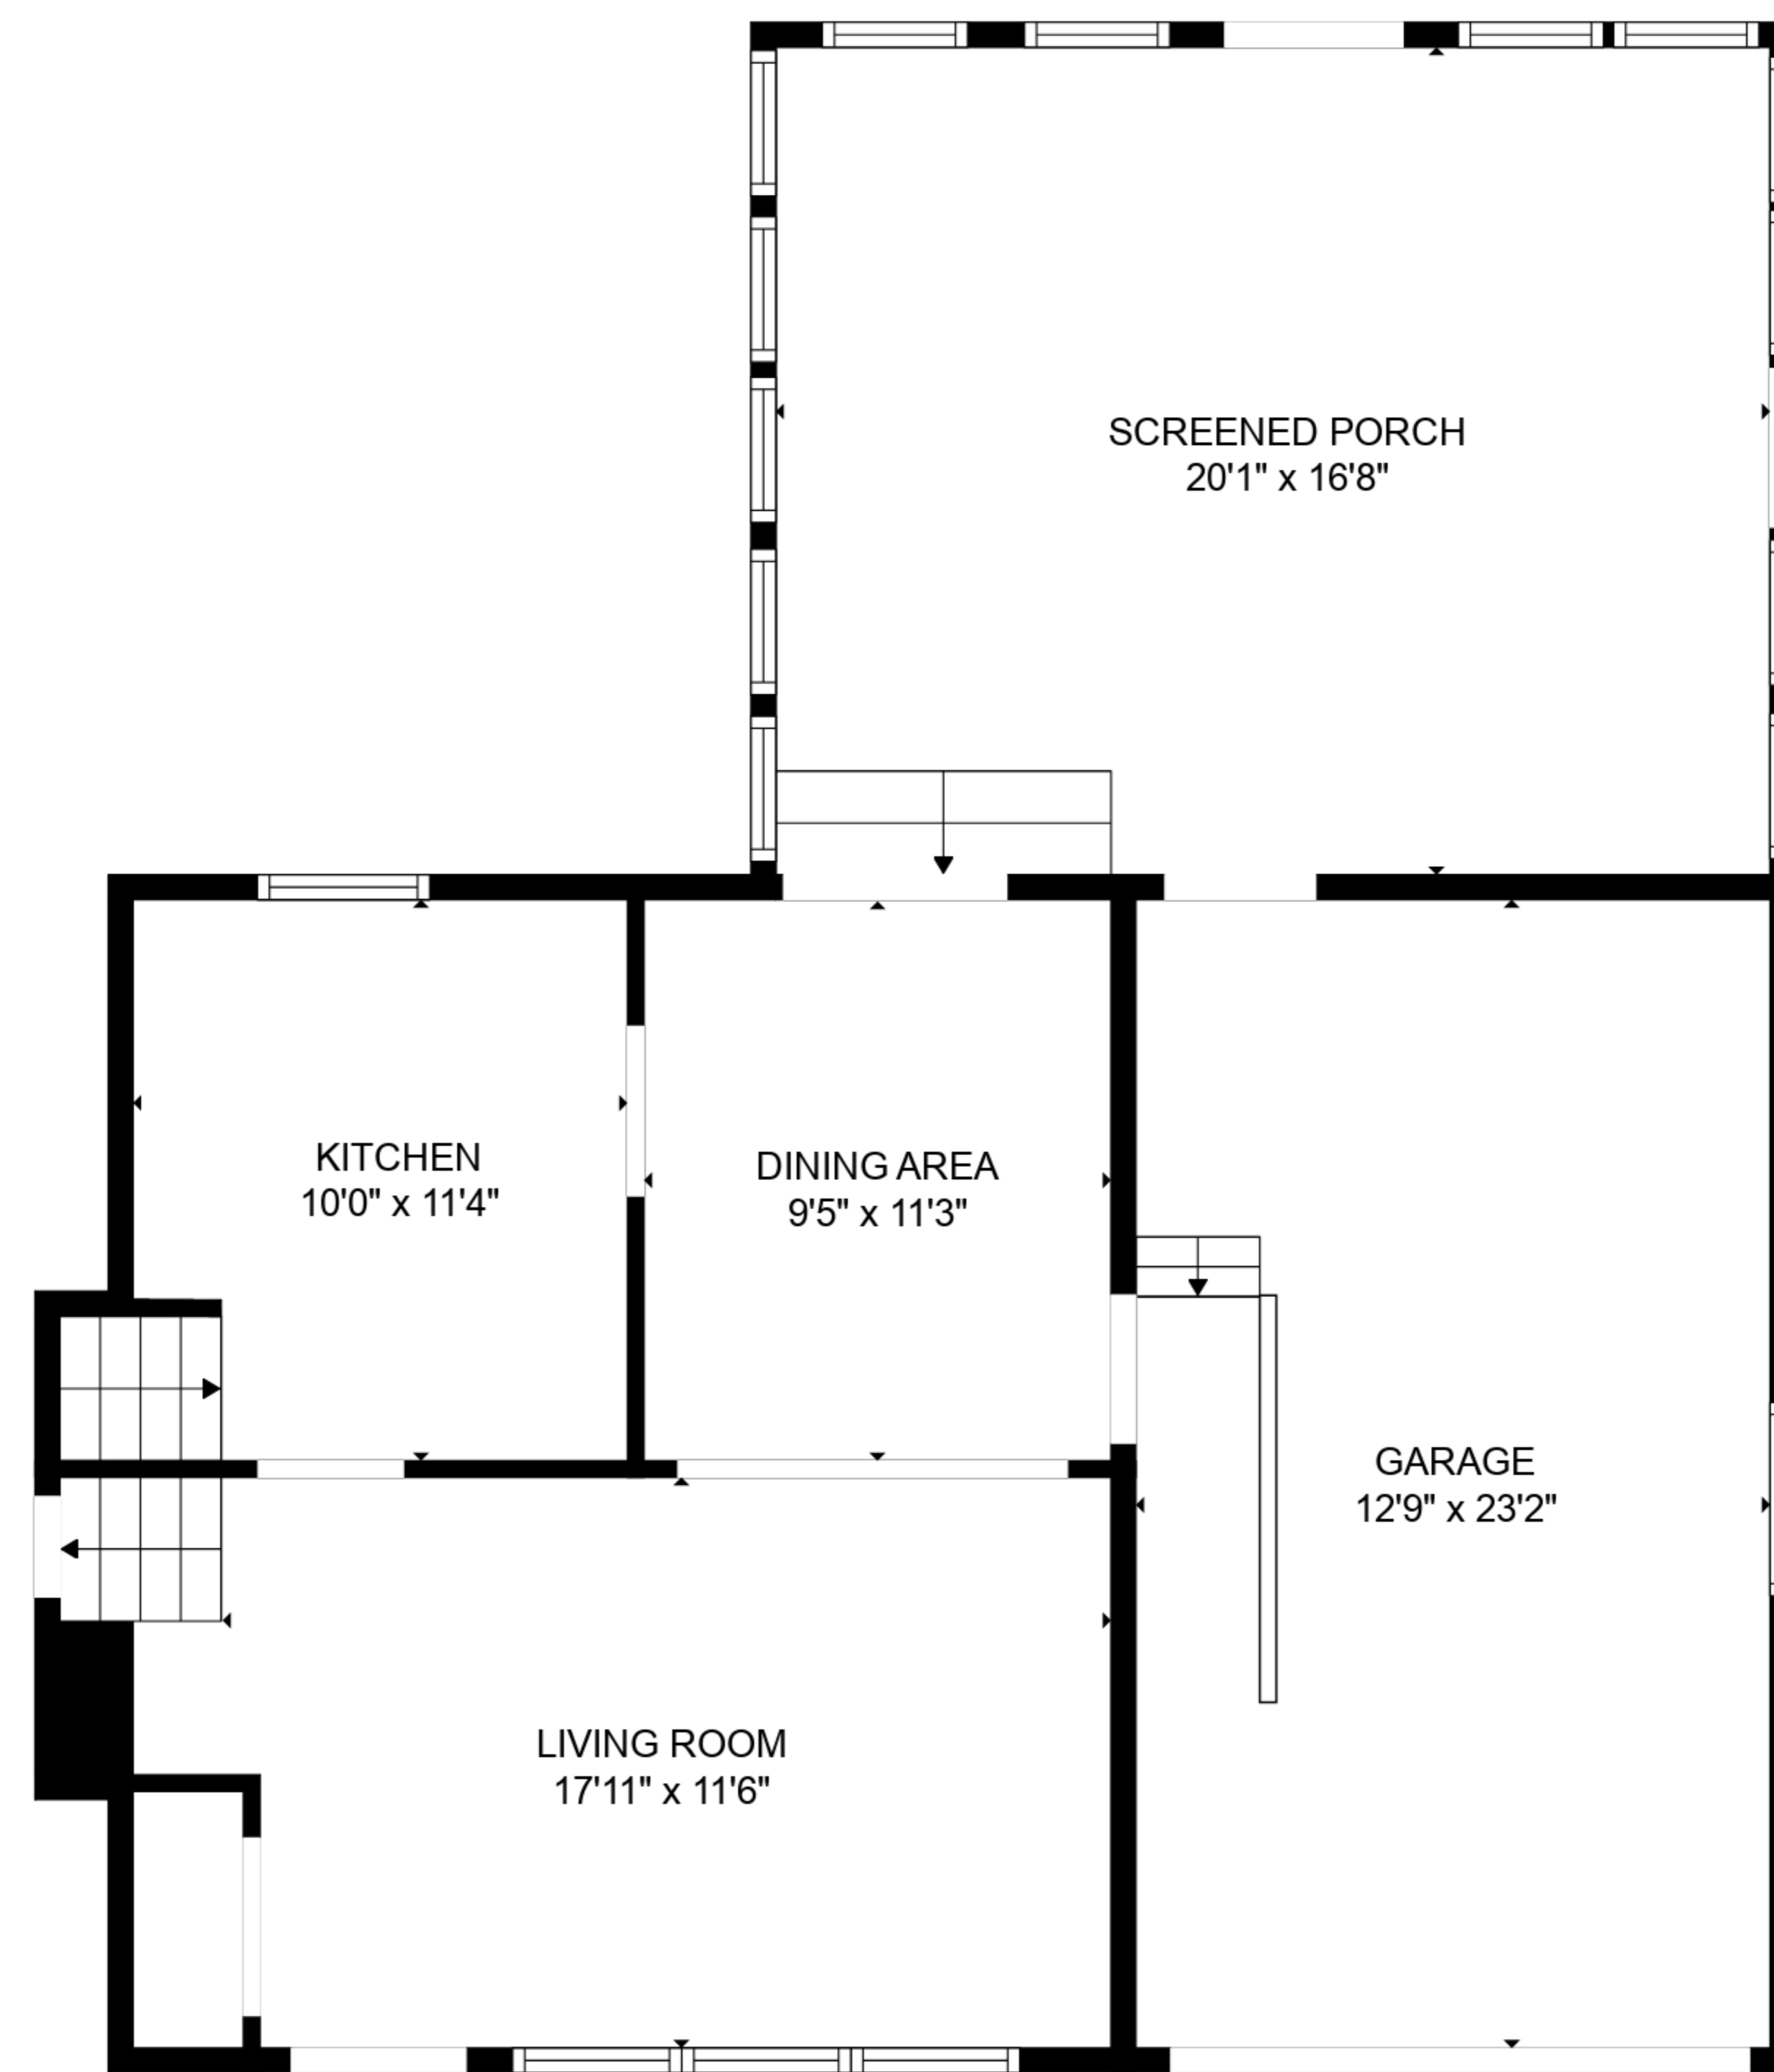 SCREENED PORCH
20'1" x 16'8"
KITCHEN
10'0" x 11'4"
DINING AREA
9'5" x 11'3"
GARAGE
12'9" x 23'2"
LIVING ROOM
17'11" x 11'6"